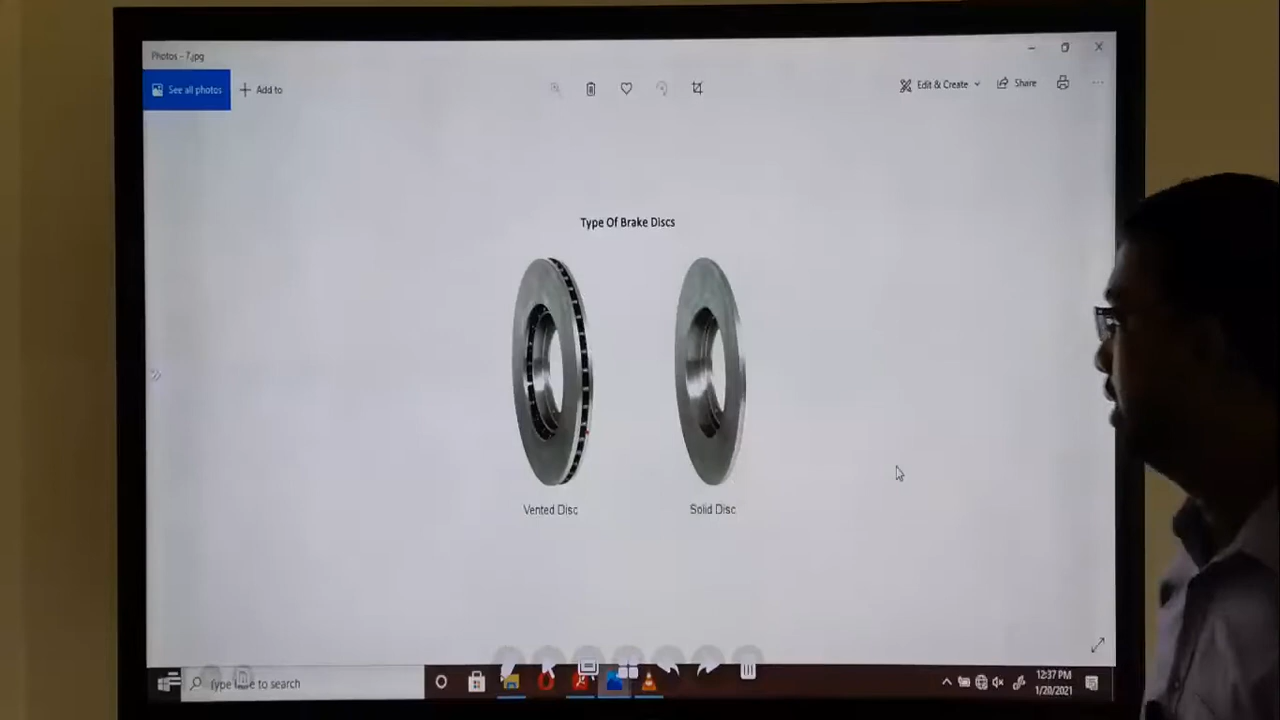 Photos - 7.jpg
See all photos
Add to
Edit & Create
Share
Type Of Brake Discs
Vented Disc
Solid Disc
Type here to search
12:37 PM
1/20/2021